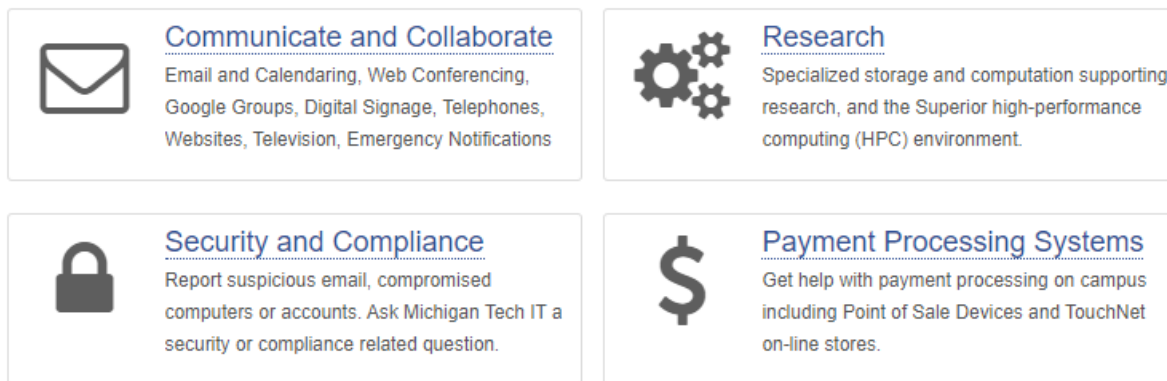 Communicate and Collaborate
Email and Calendaring, Web Conferencing,
Google Groups, Digital Signage, Telephones,
Websites, Television, Emergency Notifications
Research
Specialized storage and computation supporting
research, and the Superior high-performance
computing (HPC) environment.
Security and Compliance
Report suspicious email, compromised
computers or accounts. Ask Michigan Tech IT a
security or compliance related question.
Payment Processing Systems
Get help with payment processing on campus
including Point of Sale Devices and TouchNet
on-line stores.